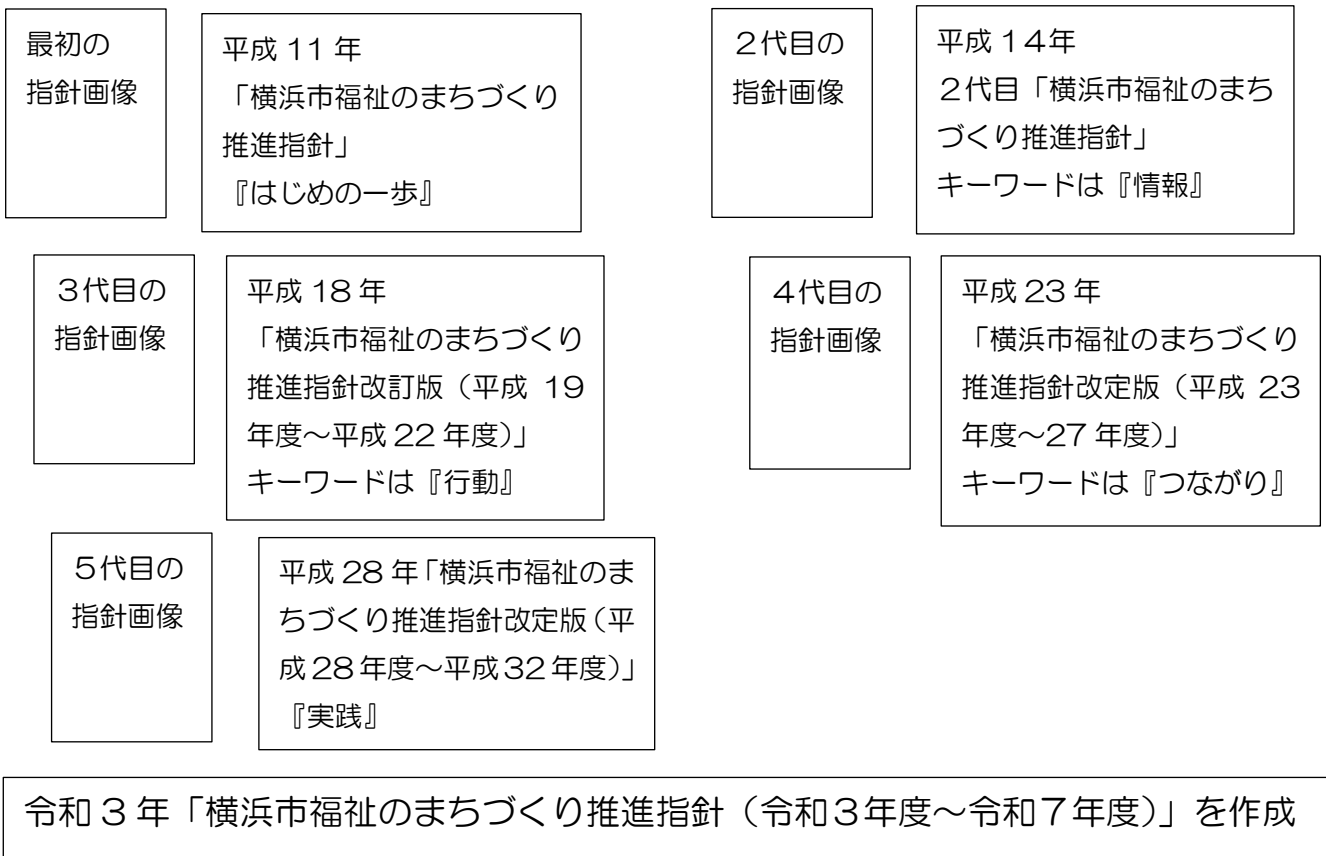 最初の
指針画像
平成 11 年
「横浜市福祉のまちづくり
推進指針」
『はじめの一歩』
２代目の
指針画像
平成１４年
２代目「横浜市福祉のまち
づくり推進指針」
キーワードは『情報』
３代目の
指針画像
平成 18 年
「横浜市福祉のまちづくり
推進指針改訂版（平成 19
年度～平成 22 年度）」
キーワードは『行動』
４代目の
指針画像
平成 23 年
「横浜市福祉のまちづくり
推進指針改定版（平成 23
年度～27 年度）」
キーワードは『つながり』
５代目の
指針画像
平成 28 年「横浜市福祉のま
ちづくり推進指針改定版（平
成 28 年度～平成 32 年度）」
『実践』
令和 3 年「横浜市福祉のまちづくり推進指針（令和３年度～令和７年度）」を作成